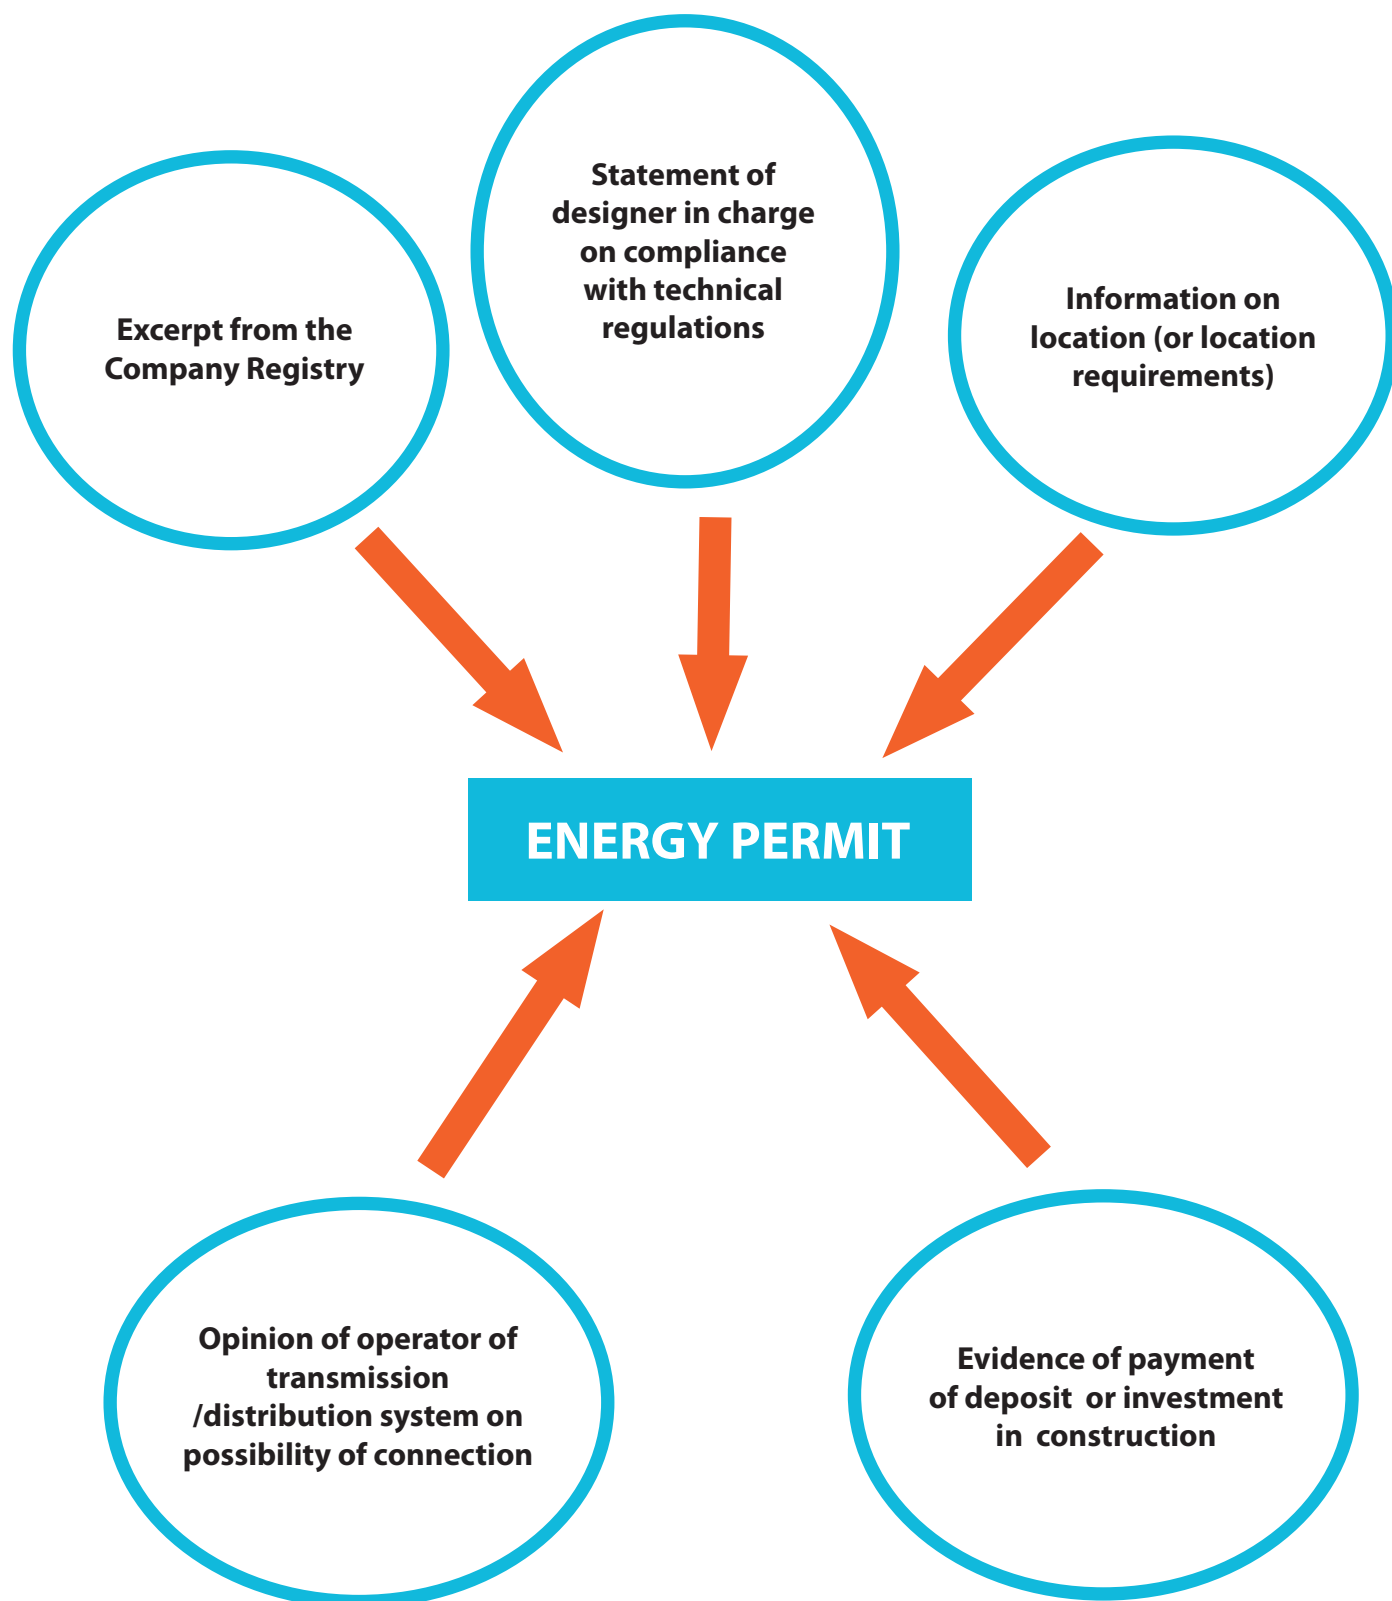 Statement of
designer in charge
on compliance
with technical
regulations
Excerpt from the
Company Registry
Information on
location (or location
requirements)
ENERGY PERMIT
Opinion of operator of
transmission
/distribution system on
possibility of connection
Evidence of payment
of deposit or investment
in construction